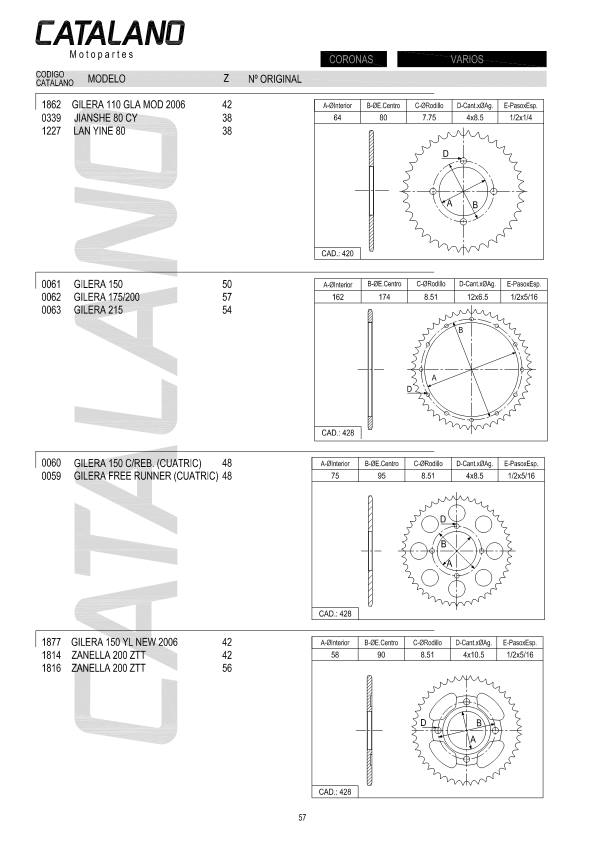 CATALANO
Motopartes
CORONAS VARIOS
CODIGO CATALANO MODELO Z Nº ORIGINAL
CATALANO
1862 GILERA 110 GLA MOD 2006 42
0339 JIANSHE 80 CY 38
1227 LAN YINE 80 38
A-ØInterior B-ØE.Centro C-ØRodillo D-Cant.xØAg. E-PasoxEsp.
64 80 7.75 4x8.5 1/2x1/4
D
A B
CAD.: 420
0061 GILERA 150 50
0062 GILERA 175/200 57
0063 GILERA 215 54
A-ØInterior B-ØE.Centro C-ØRodillo D-Cant.xØAg. E-PasoxEsp.
162 174 8.51 12x6.5 1/2x5/16
B
A
D
CAD.: 428
0060 GILERA 150 C/REB. (CUATRIC) 48
0059 GILERA FREE RUNNER (CUATRIC) 48
A-ØInterior B-ØE.Centro C-ØRodillo D-Cant.xØAg. E-PasoxEsp.
75 95 8.51 4x8.5 1/2x5/16
D
B
A
CAD.: 428
1877 GILERA 150 YL NEW 2006 42
1814 ZANELLA 200 ZTT 42
1816 ZANELLA 200 ZTT 56
A-ØInterior B-ØE.Centro C-ØRodillo D-Cant.xØAg. E-PasoxEsp.
58 90 8.51 4x10.5 1/2x5/16
D B
A
CAD.: 428
57